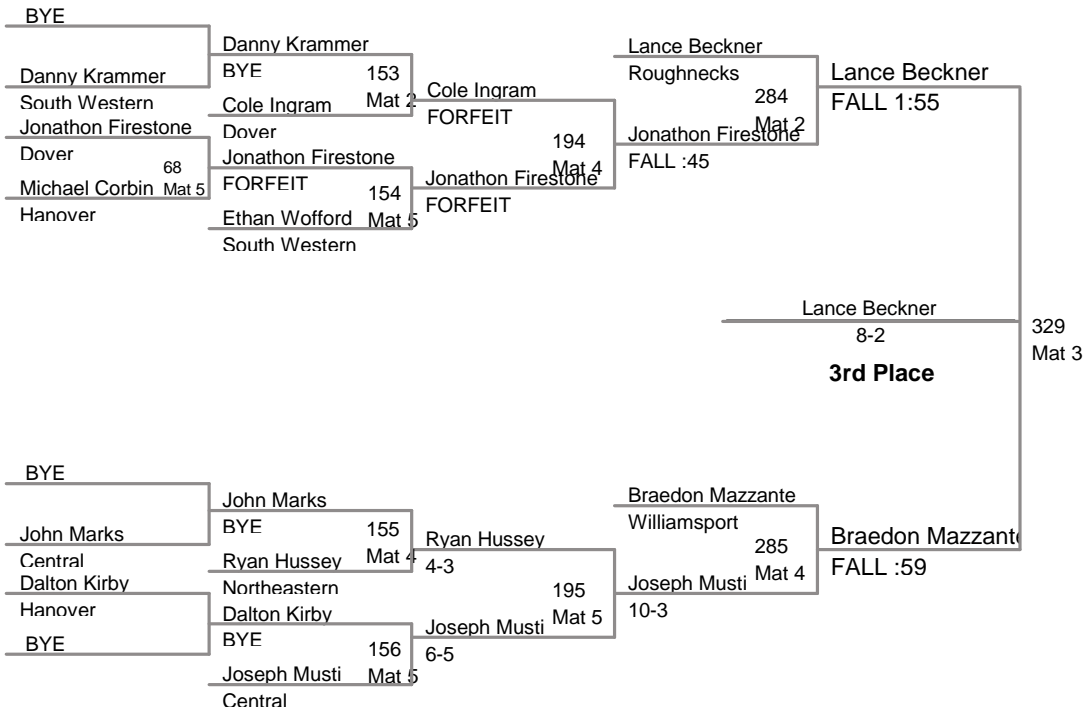 BYE
Danny Krammer
South Western
Jonathon Firestone
Dover
68
Michael Corbin Mat 5
Hanover
Danny Krammer
BYE
153
Mat 2
Cole Ingram
Dover
Jonathon Firestone
FORFEIT
154
Ethan Wofford Mat 5
South Western
Cole Ingram
FORFEIT
194
Mat 4
Jonathon Firestone
FORFEIT
Lance Beckner
Roughnecks
284
Mat 2
Jonathon Firestone
FALL :45
Lance Beckner
FALL 1:55
Lance Beckner
8-2
3rd Place
329
Mat 3
BYE
John Marks
Central
Dalton Kirby
Hanover
BYE
John Marks
BYE
155
Mat 4
Ryan Hussey
Northeastern
Dalton Kirby
BYE
156
Joseph Musti Mat 5
Central
Ryan Hussey
4-3
195
Mat 5
Joseph Musti
6-5
Braedon Mazzante
Williamsport
285
Mat 4
Joseph Musti
10-3
Braedon Mazzante
FALL :59